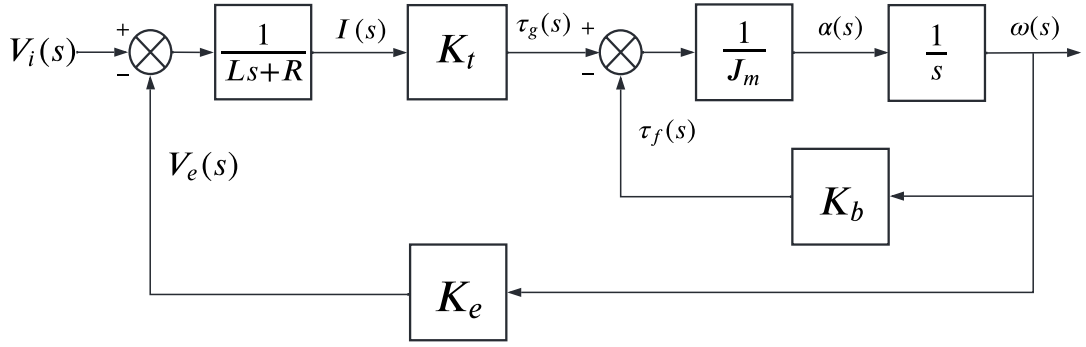 V_i(s)
+
−
1/(Ls+R)
I(s)
K_t
τ_g(s)
+
−
1/J_m
α(s)
1/s
ω(s)
τ_f(s)
K_b
V_e(s)
K_e